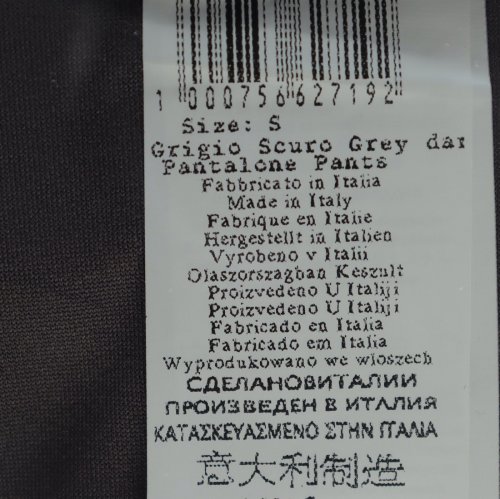 1 000756 627192
Size: S
Grigio Scuro Grey dar
Pantalone Pants
Fabbricato in Italia
Made in Italy
Fabrique en Italie
Hergestellt in Italien
Vyrobeno v Italii
Olaszorszagban Keszult
Proizvedeno U Italiji
Proizvedeno U Italiji
Fabricado en Italia
Fabricado em Italia
Wyprodukowano we wloszech
СДЕЛАНОВИТАЛИИ
ПРОИЗВЕДЕН В ИТАЛИЯ
ΚΑΤΑΣΚΕΥΑΣΜΕΝΟ ΣΤΗΝ ΙΤΑΛΙΑ
意大利制造